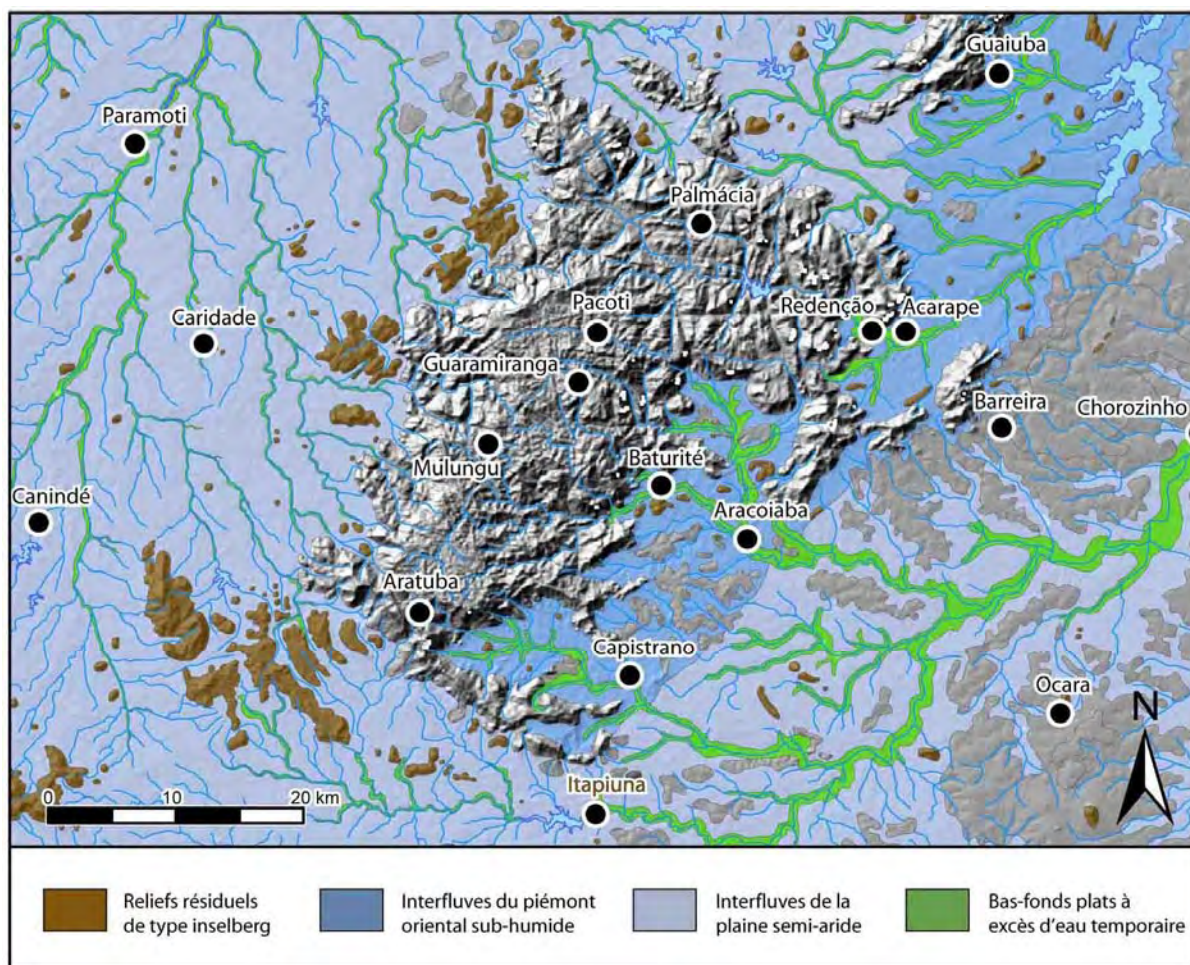 Guaiuba
Paramoti
Palmácia
Pacoti
Redenção
Acarape
Caridade
Guaramiranga
Barreira
Chorozinho
Mulungu
Baturité
Canindé
Aracoiaba
Aratuba
Capistrano
Ocara
N
Itapiuna
0 10 20 km
Reliefs résiduels
de type inselberg
Interfluves du piémont
oriental sub-humide
Interfluves de la
plaine semi-aride
Bas-fonds plats à
excès d'eau temporaire